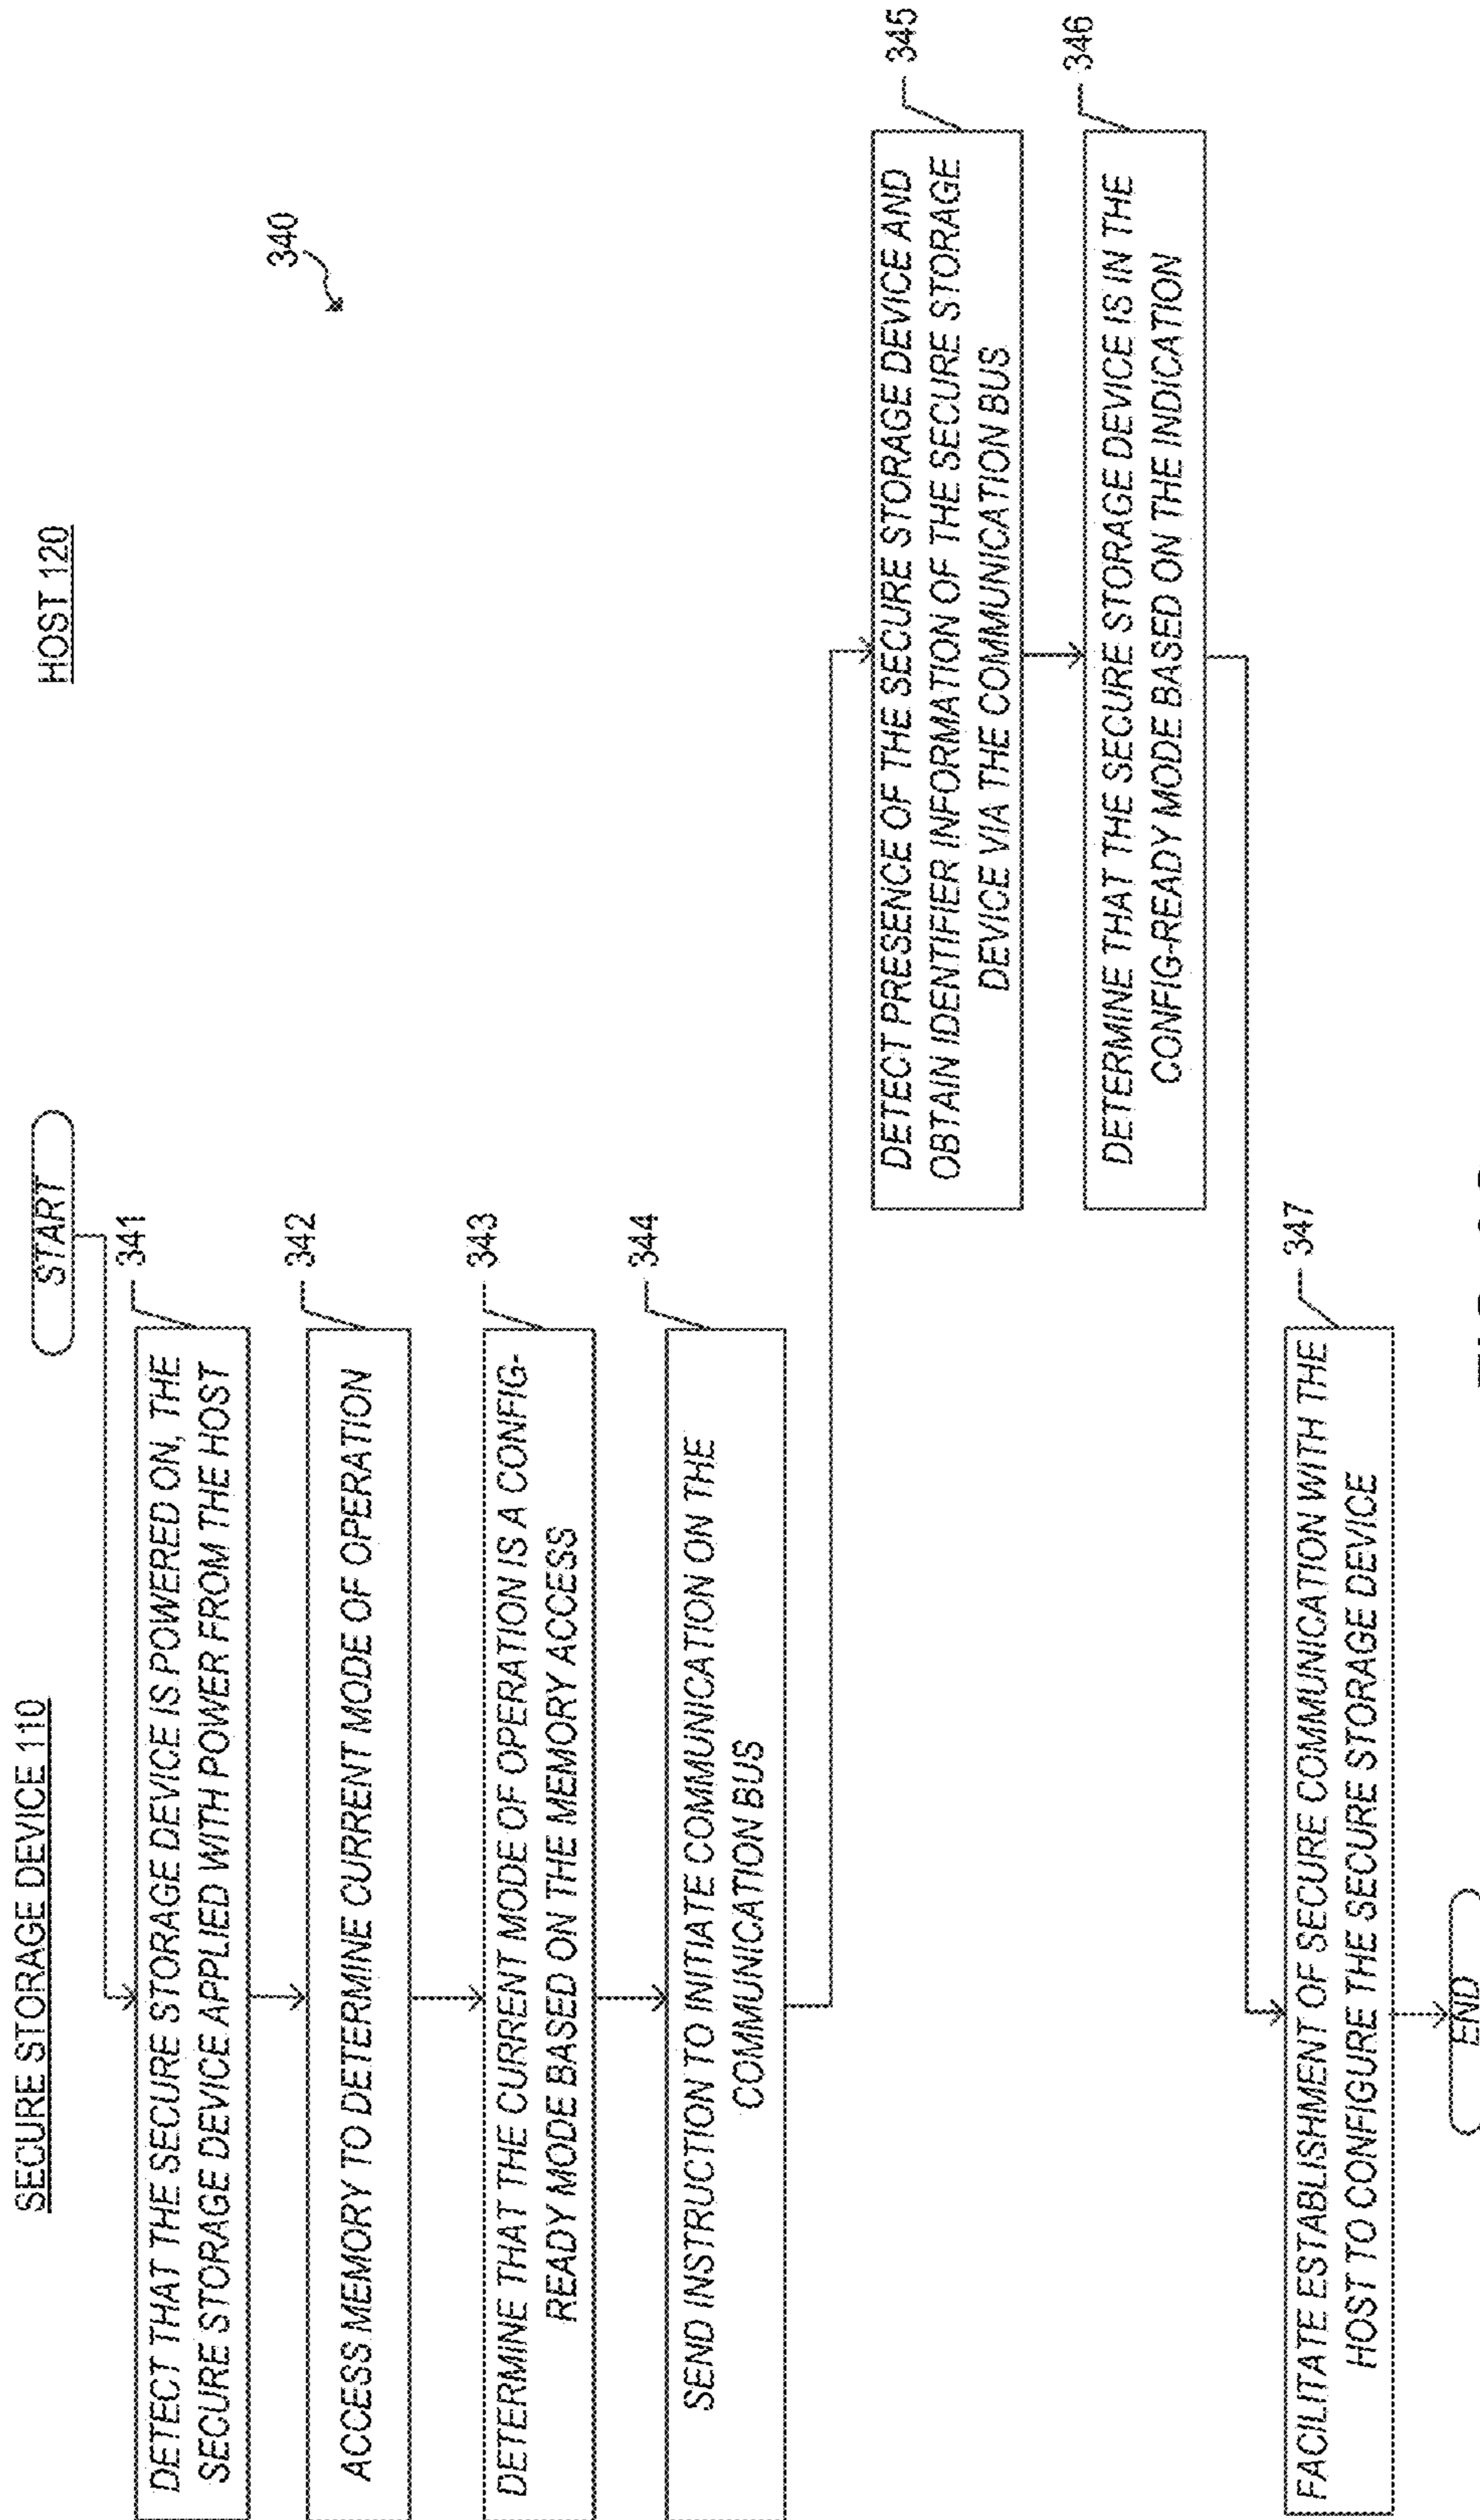 SECURE STORAGE DEVICE 110
HOST 120
START
340
341
DETECT THAT THE SECURE STORAGE DEVICE IS POWERED ON, THE
SECURE STORAGE DEVICE APPLIED WITH POWER FROM THE HOST
342
ACCESS MEMORY TO DETERMINE CURRENT MODE OF OPERATION
343
DETERMINE THAT THE CURRENT MODE OF OPERATION IS A CONFIG-
READY MODE BASED ON THE MEMORY ACCESS
344
SEND INSTRUCTION TO INITIATE COMMUNICATION ON THE
COMMUNICATION BUS
345
DETECT PRESENCE OF THE SECURE STORAGE DEVICE AND
OBTAIN IDENTIFIER INFORMATION OF THE SECURE STORAGE
DEVICE VIA THE COMMUNICATION BUS
346
DETERMINE THAT THE SECURE STORAGE DEVICE IS IN THE
CONFIG-READY MODE BASED ON THE INDICATION
347
FACILITATE ESTABLISHMENT OF SECURE COMMUNICATION WITH THE
HOST TO CONFIGURE THE SECURE STORAGE DEVICE
END